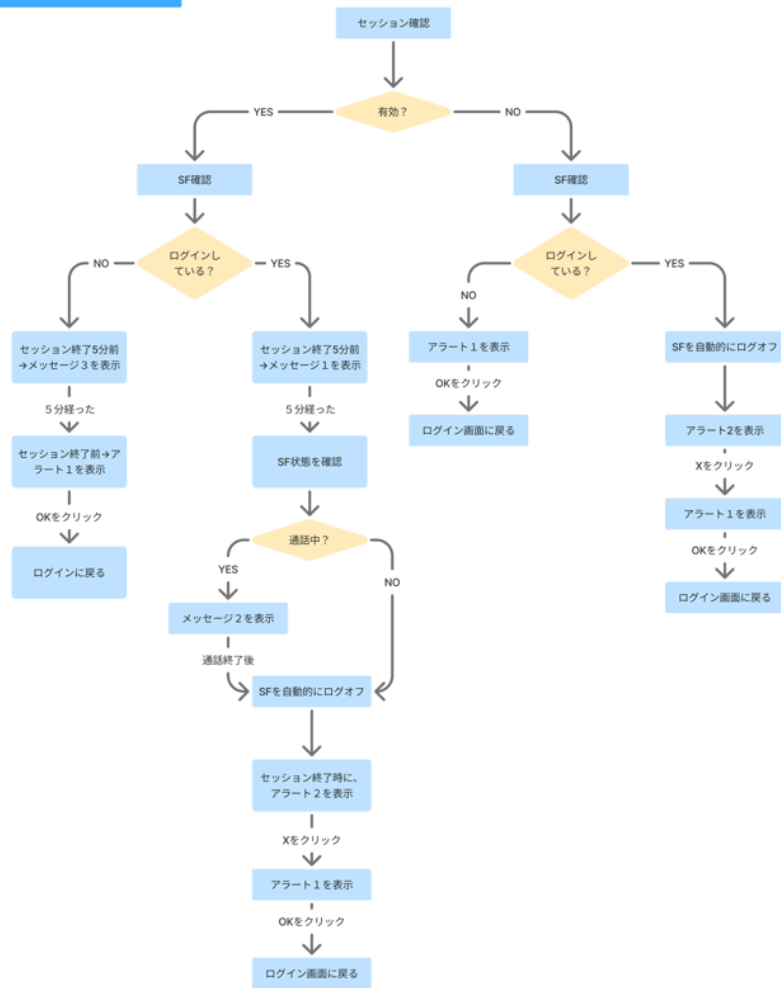 セッション確認
有効？
YES
NO
SF確認
SF確認
ログインし
ている？
NO
YES
ログインし
ている？
NO
YES
セッション終了5分前
→メッセージ３を表示
５分経った
セッション終了前→ア
ラート１を表示
OKをクリック
ログインに戻る
セッション終了5分前
→メッセージ１を表示
５分経った
SF状態を確認
通話中？
YES
NO
メッセージ２を表示
通話終了後
SFを自動的にログオフ
セッション終了時に、
アラート２を表示
Xをクリック
アラート１を表示
OKをクリック
ログイン画面に戻る
アラート１を表示
OKをクリック
ログイン画面に戻る
SFを自動的にログオフ
アラート2を表示
Xをクリック
アラート１を表示
OKをクリック
ログイン画面に戻る